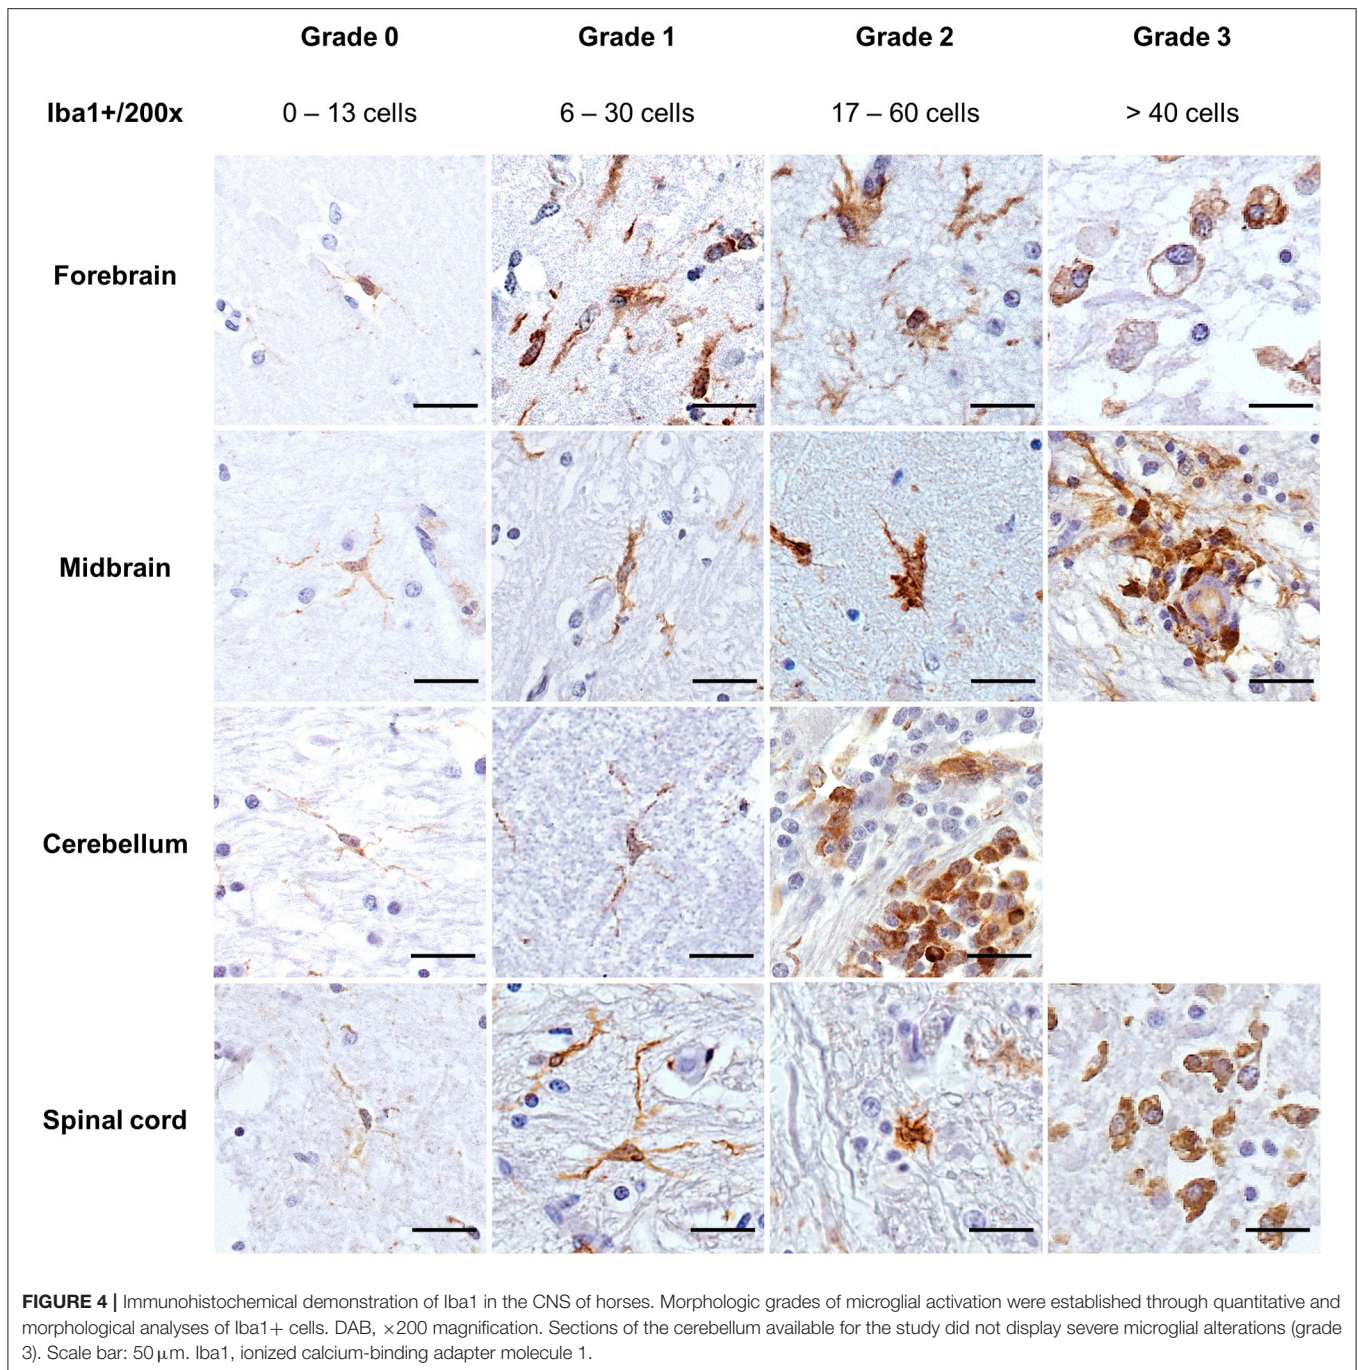 Grade 0 Grade 1 Grade 2 Grade 3
Iba1+/200x 0 – 13 cells 6 – 30 cells 17 – 60 cells > 40 cells
Forebrain
Midbrain
Cerebellum
Spinal cord
FIGURE 4 | Immunohistochemical demonstration of Iba1 in the CNS of horses. Morphologic grades of microglial activation were established through quantitative and
morphological analyses of Iba1+ cells. DAB, ×200 magnification. Sections of the cerebellum available for the study did not display severe microglial alterations (grade
3). Scale bar: 50 μm. Iba1, ionized calcium-binding adapter molecule 1.